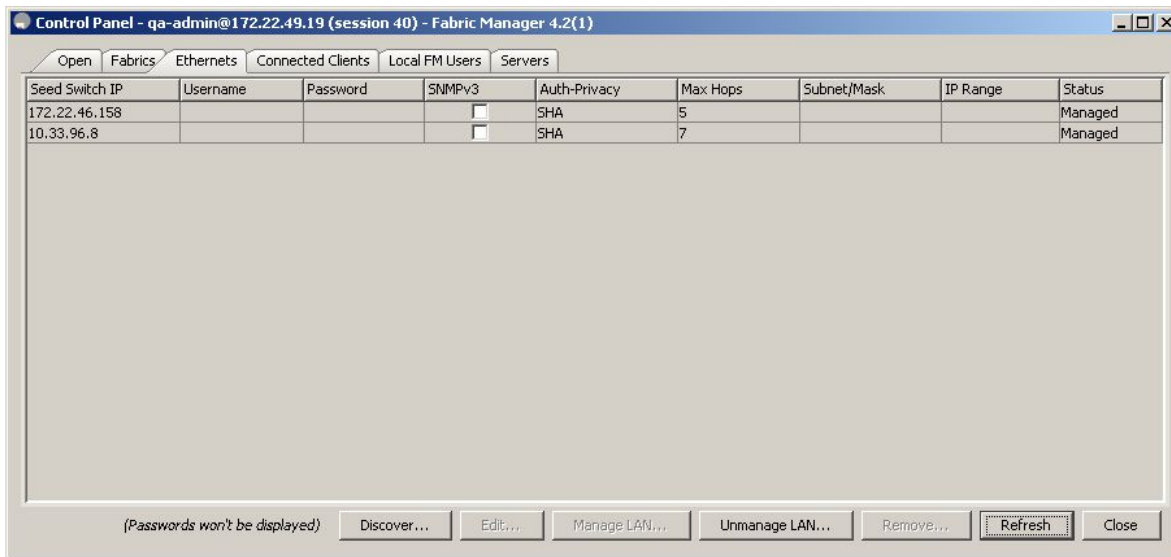 Control Panel - qa-admin@172.22.49.19 (session 40) - Fabric Manager 4.2(1)
Open Fabrics Ethernets Connected Clients Local FM Users Servers
Seed Switch IP Username Password SNMPv3 Auth-Privacy Max Hops Subnet/Mask IP Range Status
172.22.46.158 SHA 5 Managed
10.33.96.8 SHA 7 Managed
(Passwords won't be displayed) Discover... Edit... Manage LAN... Unmanage LAN... Remove... Refresh Close